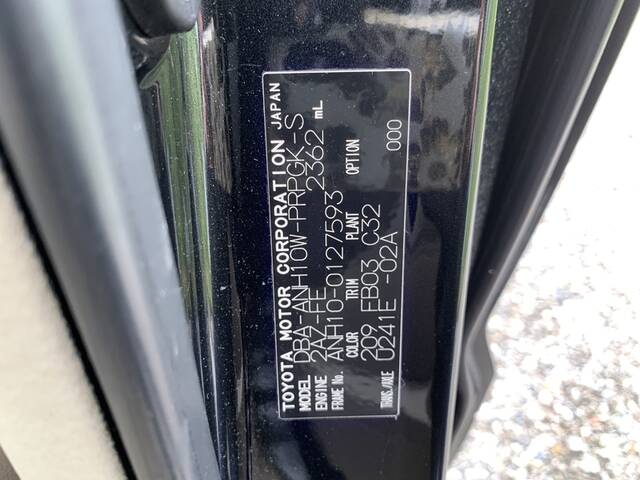 TOYOTA MOTOR CORPORATION JAPAN
MODEL DBA-ANH10W-PRPGK-S
ENGINE 2AZ-FE 2362 mL
FRAME No. ANH10-0127593
COLOR TRIM PLANT OPTION
209 EB03 C32 000
TRANS/AXLE U241E -02A